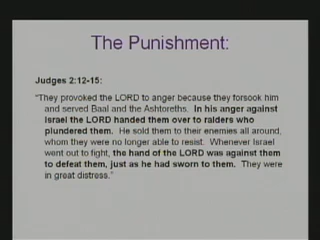 The Punishment:
Judges 2:12-15:
“They provoked the LORD to anger because they forsook him
and served Baal and the Ashtoreths. In his anger against
Israel the LORD handed them over to raiders who
plundered them. He sold them to their enemies all around,
whom they were no longer able to resist. Whenever Israel
went out to fight, the hand of the LORD was against them
to defeat them, just as he had sworn to them. They were
in great distress.”